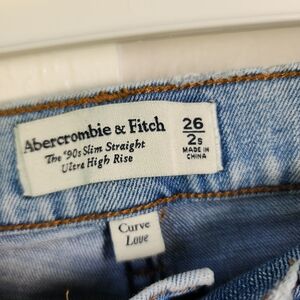 Abercrombie & Fitch
The '90s Slim Straight
Ultra High Rise
26
2s
MADE IN
CHINA
Curve
Love